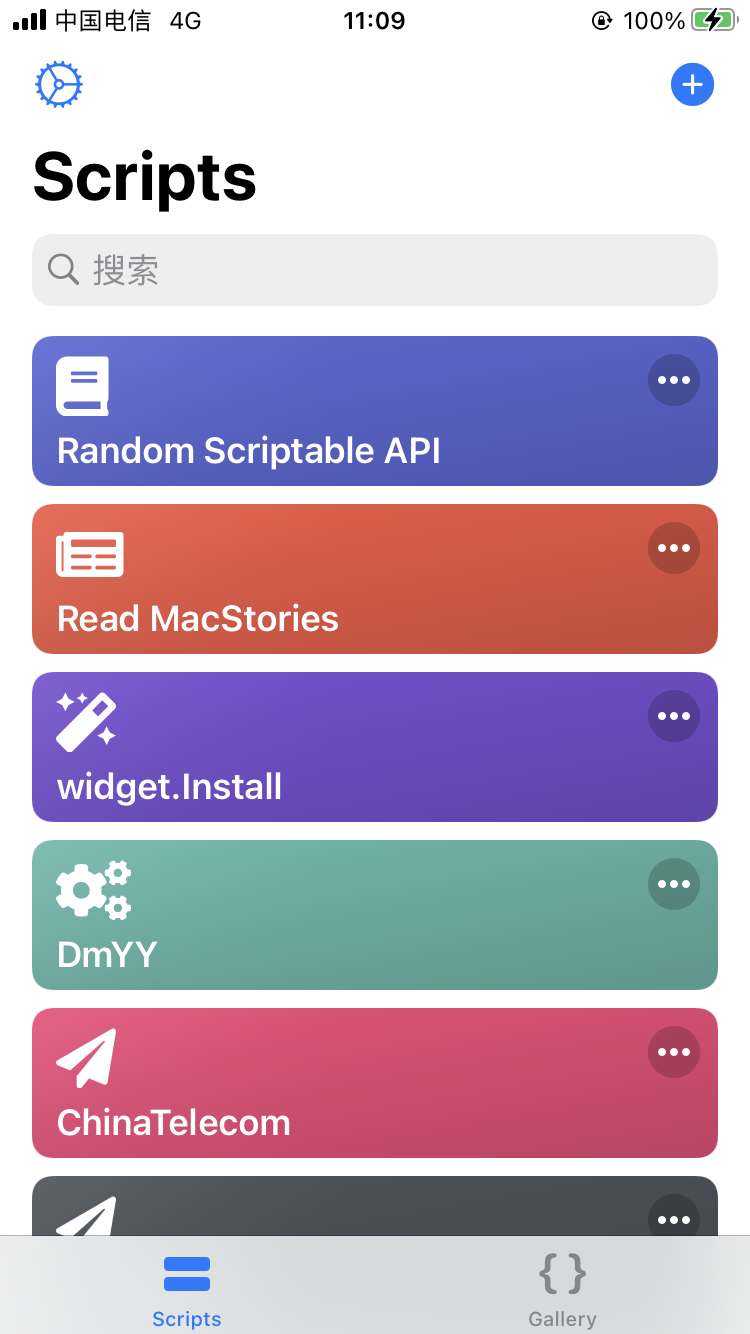 中国电信 4G 11:09 100%
Scripts
搜索
Random Scriptable API
Read MacStories
widget.Install
DmYY
ChinaTelecom
Scripts Gallery